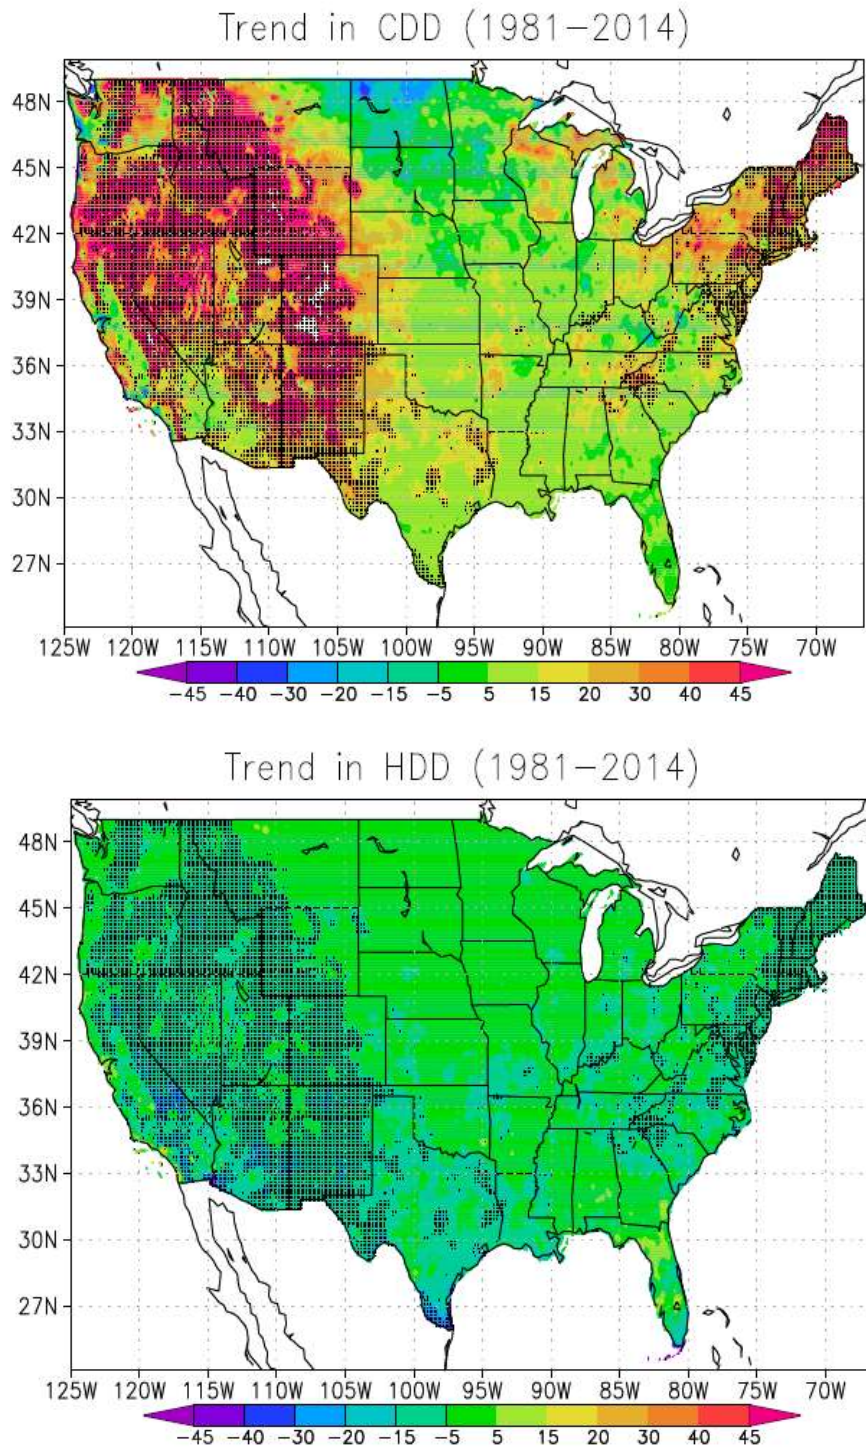 Trend in CDD (1981−2014)
48N
45N
42N
39N
36N
33N
30N
27N
125W 120W 115W 110W 105W 100W 95W 90W 85W 80W 75W 70W
−45 −40 −30 −20 −15 −5 5 15 20 30 40 45
Trend in HDD (1981−2014)
48N
45N
42N
39N
36N
33N
30N
27N
125W 120W 115W 110W 105W 100W 95W 90W 85W 80W 75W 70W
−45 −40 −30 −20 −15 −5 5 15 20 30 40 45